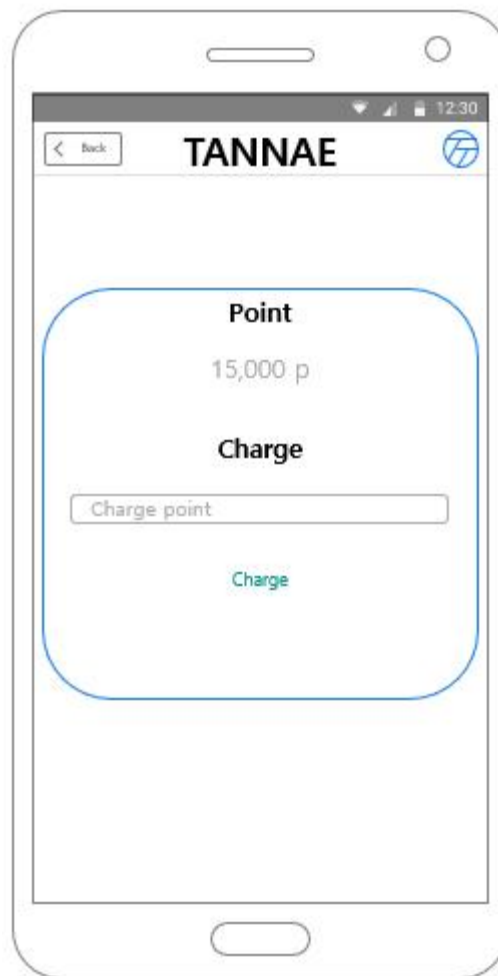 12:30
Back
TANNAE
Point
15,000 p
Charge
Charge point
Charge